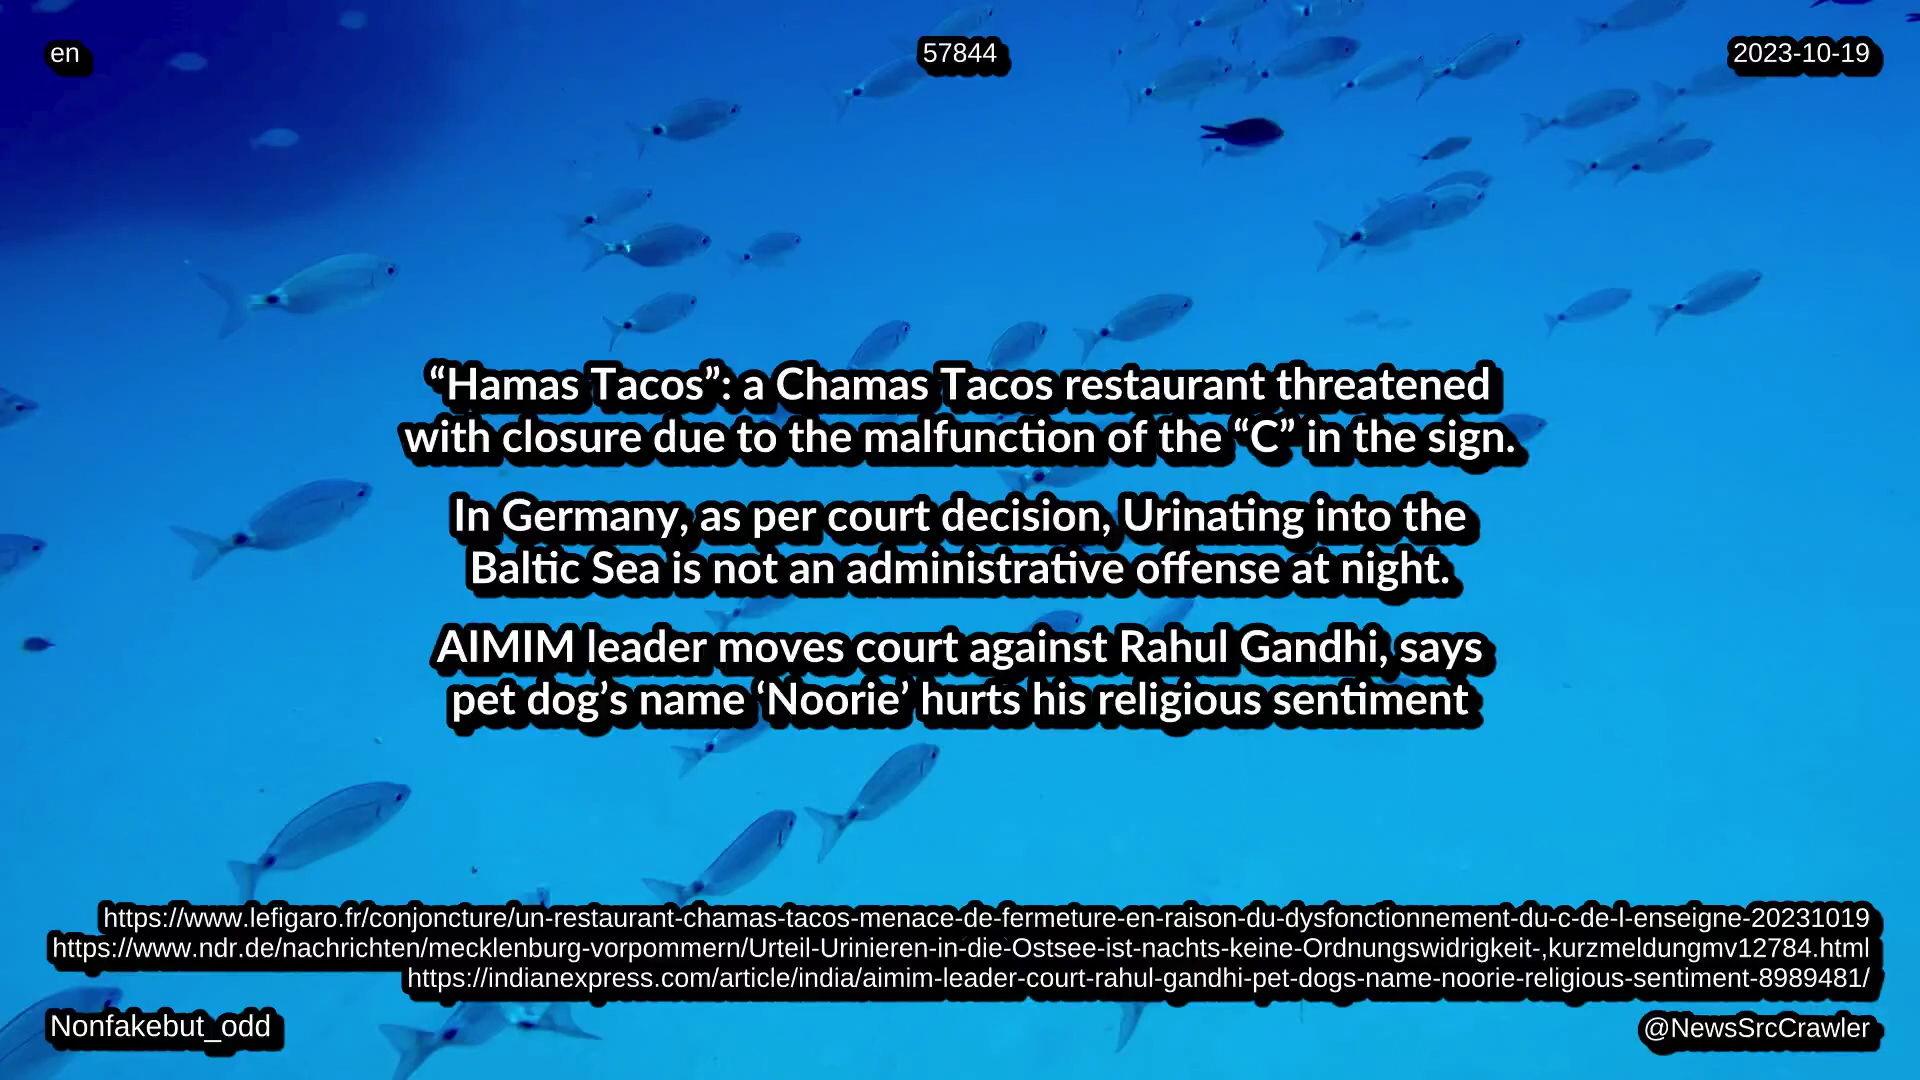 en
57844
2023-10-19
“Hamas Tacos”: a Chamas Tacos restaurant threatened
with closure due to the malfunction of the “C” in the sign.
In Germany, as per court decision, Urinating into the
Baltic Sea is not an administrative offense at night.
AIMIM leader moves court against Rahul Gandhi, says
pet dog’s name ‘Noorie’ hurts his religious sentiment
https://www.lefigaro.fr/conjoncture/un-restaurant-chamas-tacos-menace-de-fermeture-en-raison-du-dysfonctionnement-du-c-de-l-enseigne-20231019
https://www.ndr.de/nachrichten/mecklenburg-vorpommern/Urteil-Urinieren-in-die-Ostsee-ist-nachts-keine-Ordnungswidrigkeit-,kurzmeldungmv12784.html
https://indianexpress.com/article/india/aimim-leader-court-rahul-gandhi-pet-dogs-name-noorie-religious-sentiment-8989481/
Nonfakebut_odd
@NewsSrcCrawler